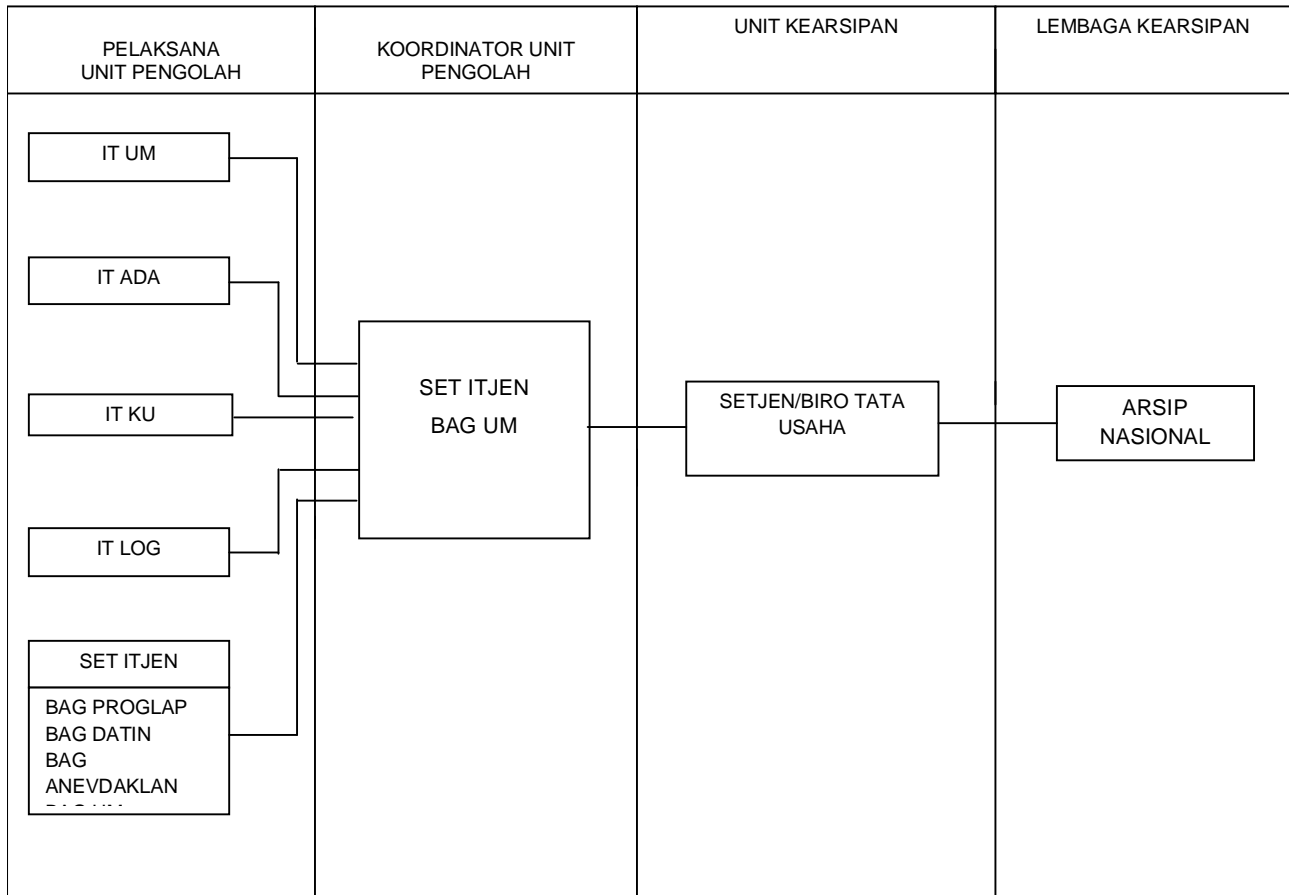 PELAKSANA
UNIT PENGOLAH
KOORDINATOR UNIT
PENGOLAH
UNIT KEARSIPAN
LEMBAGA KEARSIPAN
IT UM
IT ADA
IT KU
IT LOG
SET ITJEN
BAG PROGLAP
BAG DATIN
BAG
ANEVDAKLAN
SET ITJEN
BAG UM
SETJEN/BIRO TATA
USAHA
ARSIP
NASIONAL